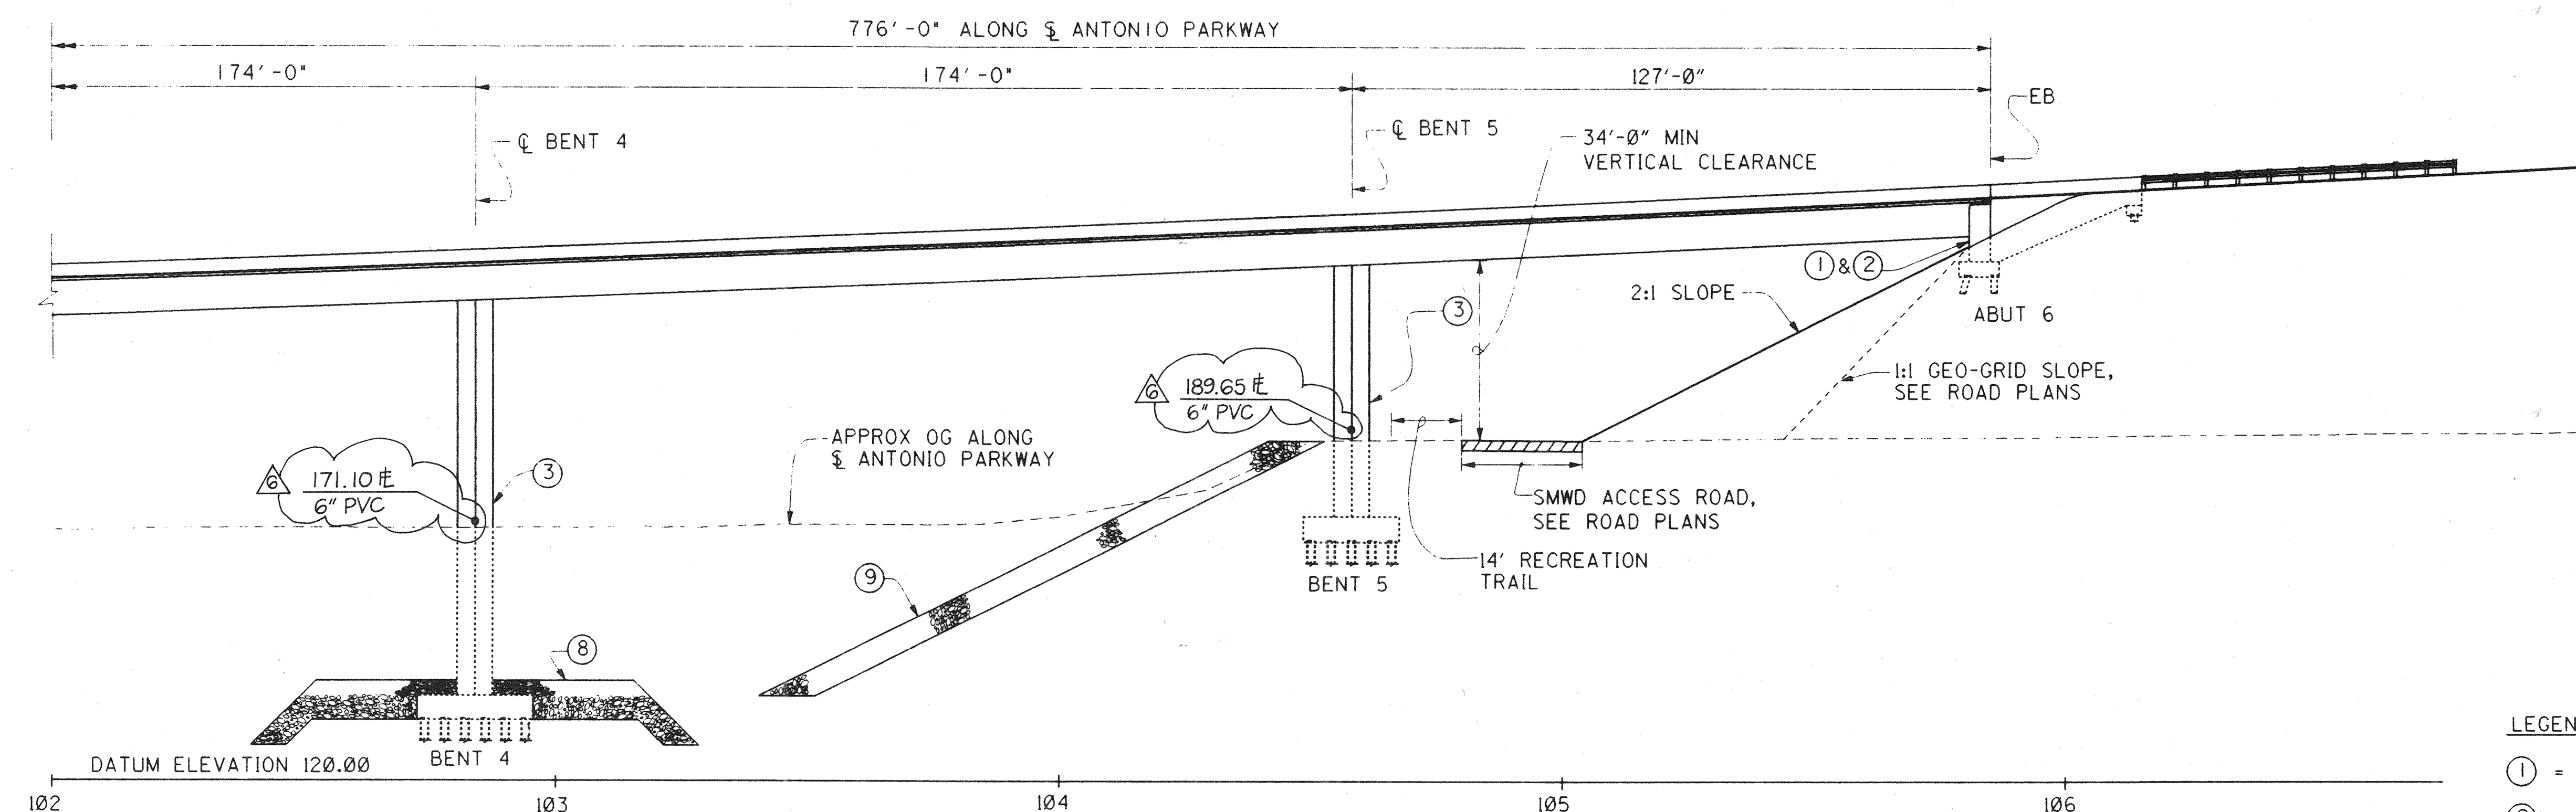 776'-0" ALONG ℄ ANTONIO PARKWAY
174'-0"
174'-0"
127'-0"
℄ BENT 4
℄ BENT 5
34'-0" MIN
VERTICAL CLEARANCE
EB
1 & 2
2:1 SLOPE
ABUT 6
3
1:1 GEO-GRID SLOPE,
SEE ROAD PLANS
6
189.65
6" PVC
APPROX OG ALONG
℄ ANTONIO PARKWAY
6
171.10
6" PVC
3
SMWD ACCESS ROAD,
SEE ROAD PLANS
14' RECREATION
TRAIL
BENT 5
9
8
BENT 4
DATUM ELEVATION 120.00
LEGEN
1 =
102 103 104 105 106